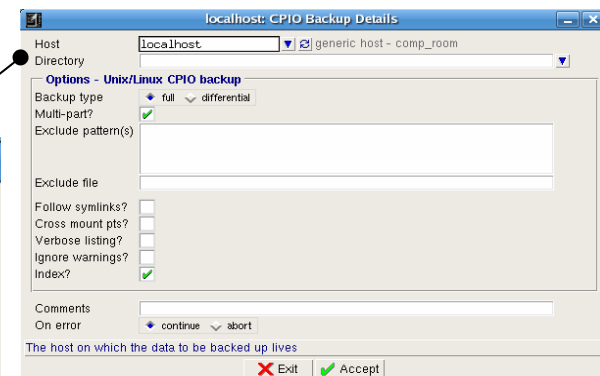 localhost: CPIO Backup Details
Host localhost generic host - comp_room
Directory
Options - Unix/Linux CPIO backup
Backup type full differential
Multi-part?
Exclude pattern(s)
Exclude file
Follow symlinks?
Cross mount pts?
Verbose listing?
Ignore warnings?
Index?
Comments
On error continue abort
The host on which the data to be backed up lives
Exit Accept